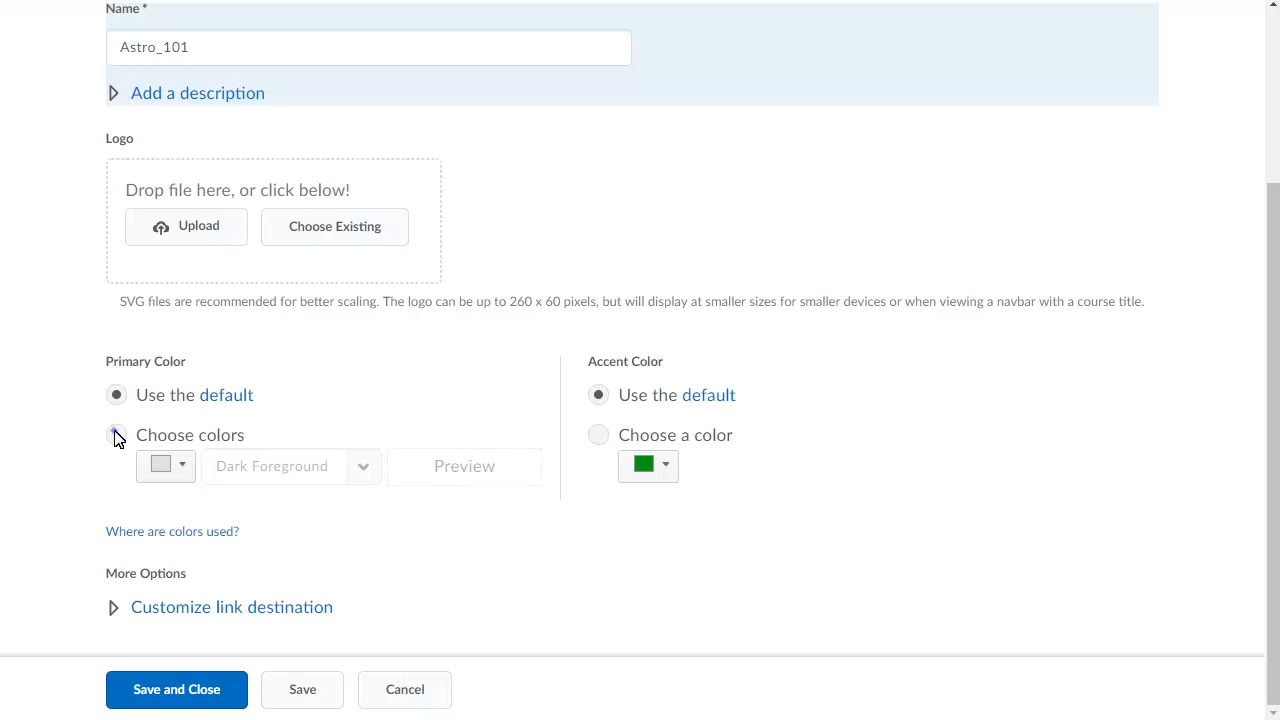 Name *
Astro_101
Add a description
Logo
Drop file here, or click below!
Upload
Choose Existing
SVG files are recommended for better scaling. The logo can be up to 260 x 60 pixels, but will display at smaller sizes for smaller devices or when viewing a navbar with a course title.
Primary Color
Use the default
Choose colors
Dark Foreground
Preview
Accent Color
Use the default
Choose a color
Where are colors used?
More Options
Customize link destination
Save and Close
Save
Cancel